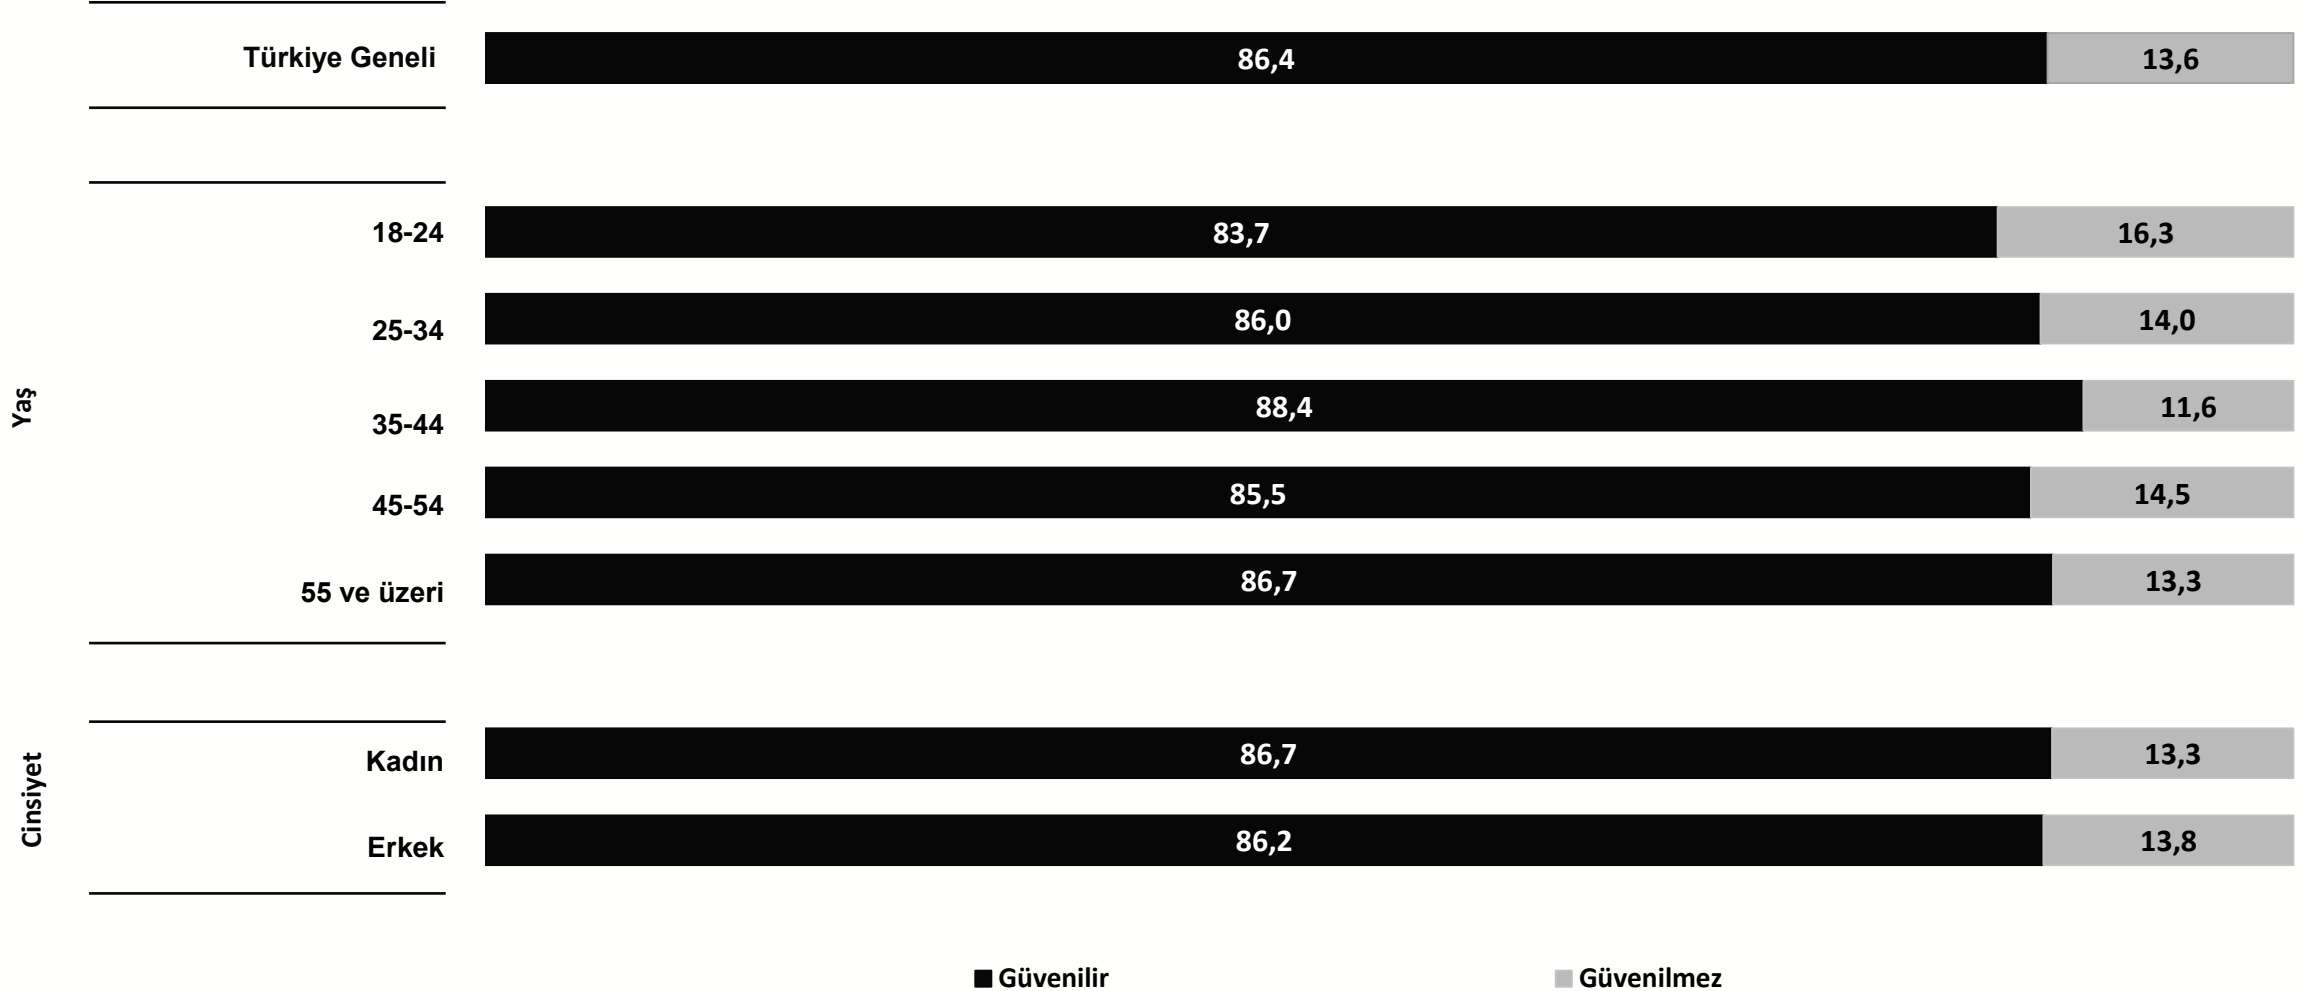 Türkiye Geneli 86,4 13,6
Yaş
18-24 83,7 16,3
25-34 86,0 14,0
35-44 88,4 11,6
45-54 85,5 14,5
55 ve üzeri 86,7 13,3
Cinsiyet
Kadın 86,7 13,3
Erkek 86,2 13,8
Güvenilir Güvenilmez